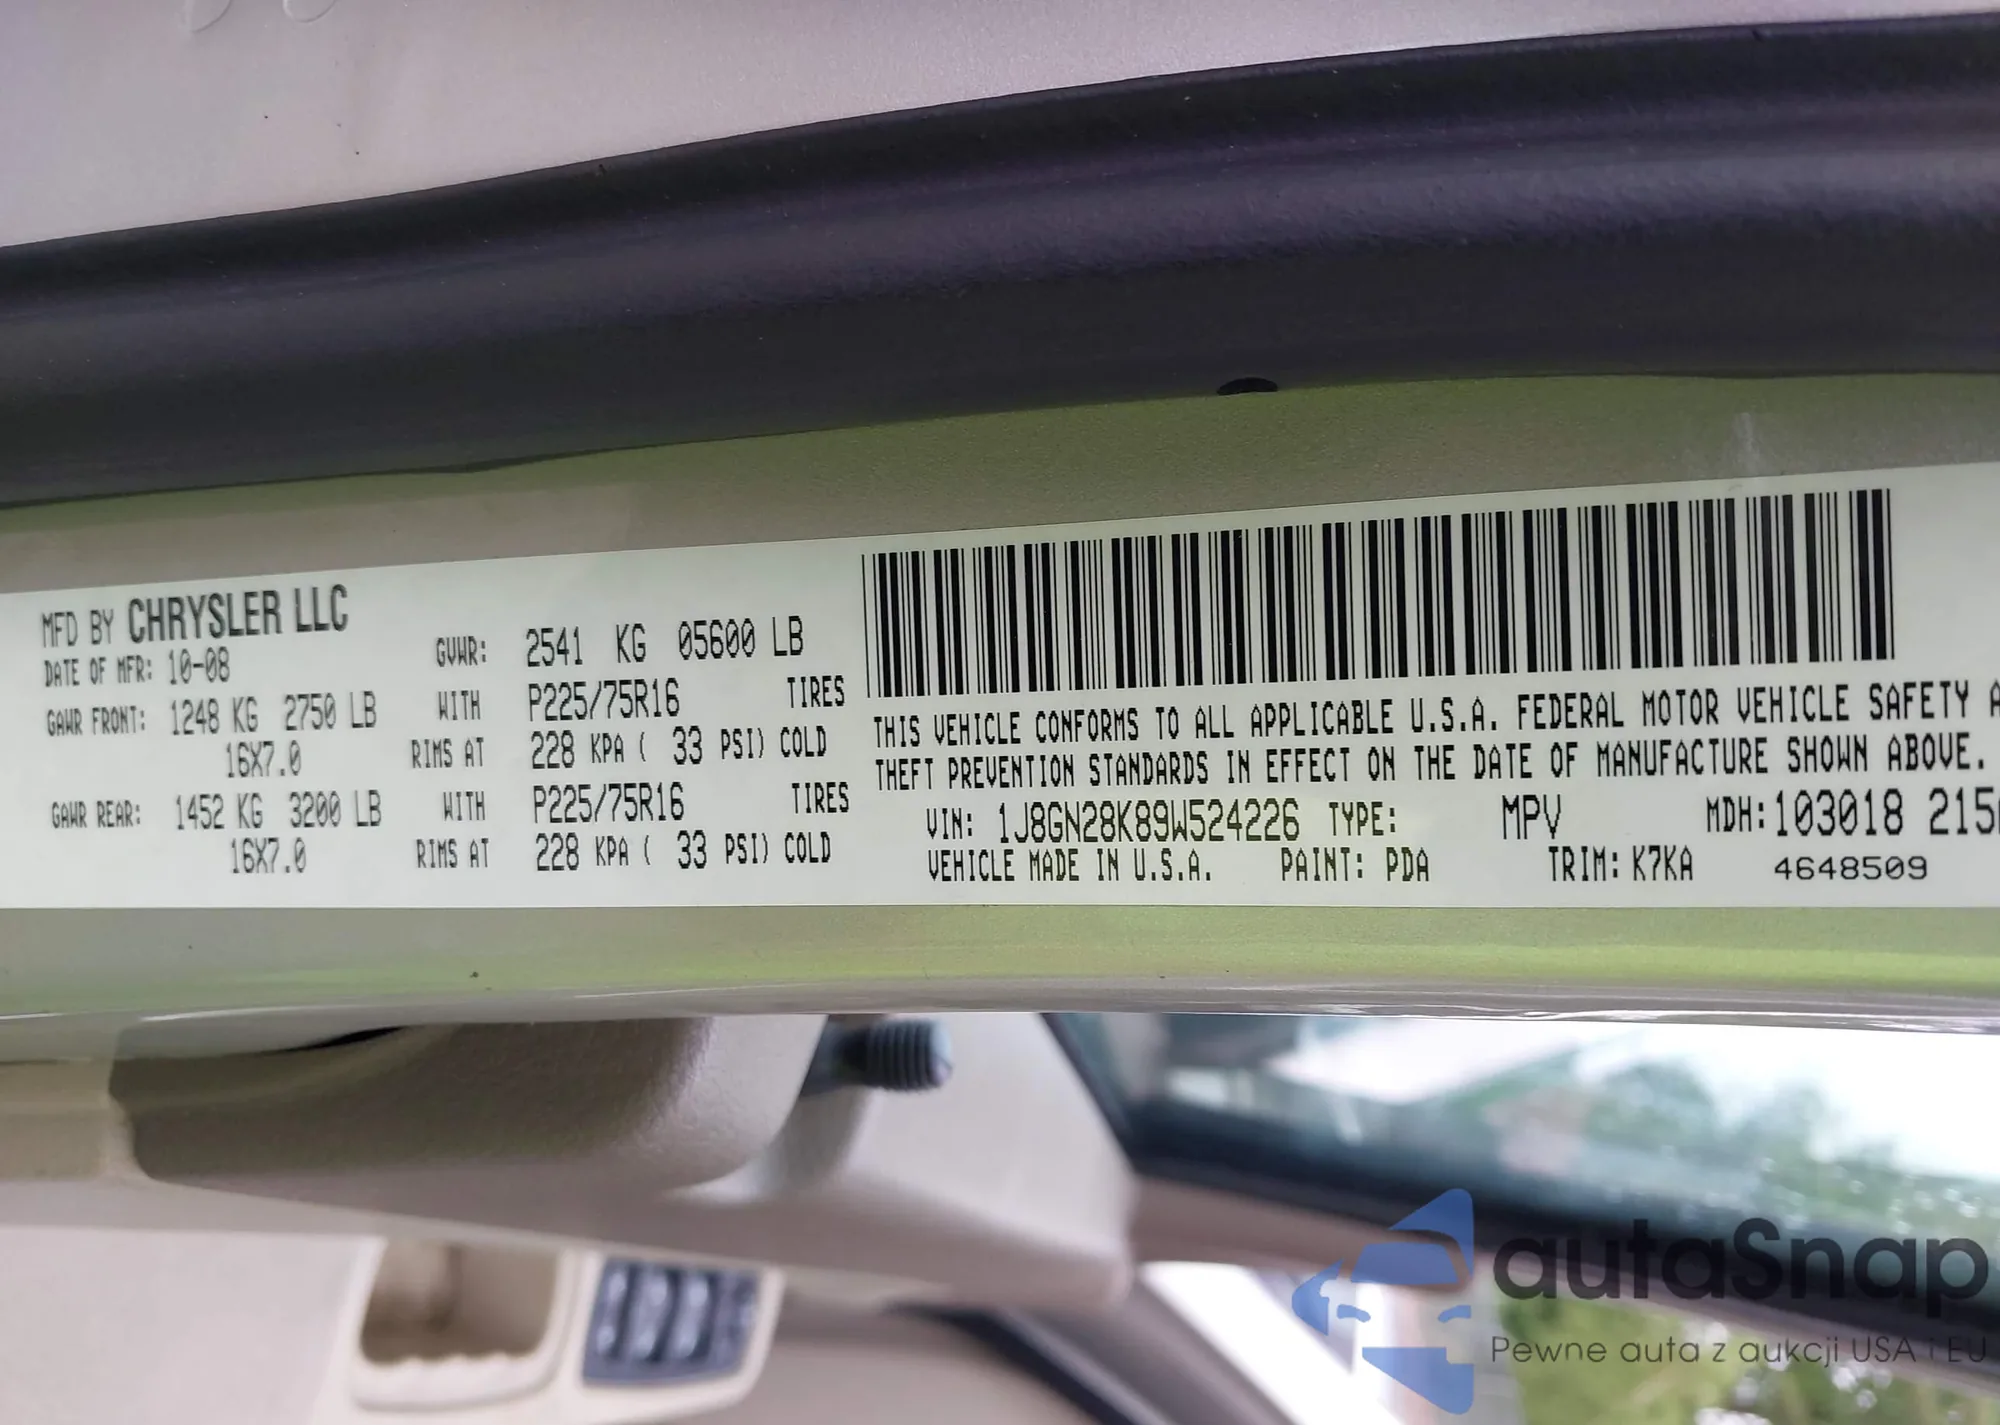 MFD BY CHRYSLER LLC
DATE OF MFR: 10-08 GVWR: 2541 KG 05600 LB
GAWR FRONT: 1248 KG 2750 LB WITH P225/75R16 TIRES
16X7.0 RIMS AT 228 KPA ( 33 PSI) COLD
GAWR REAR: 1452 KG 3200 LB WITH P225/75R16 TIRES
16X7.0 RIMS AT 228 KPA ( 33 PSI) COLD
THIS VEHICLE CONFORMS TO ALL APPLICABLE U.S.A. FEDERAL MOTOR VEHICLE SAFETY A
THEFT PREVENTION STANDARDS IN EFFECT ON THE DATE OF MANUFACTURE SHOWN ABOVE.
VIN: 1J8GN28K89W524226 TYPE: MPV MDH: 103018 215
VEHICLE MADE IN U.S.A. PAINT: PDA TRIM: K7KA 4648509
autaSnap
Pewne auta z aukcji USA i EU